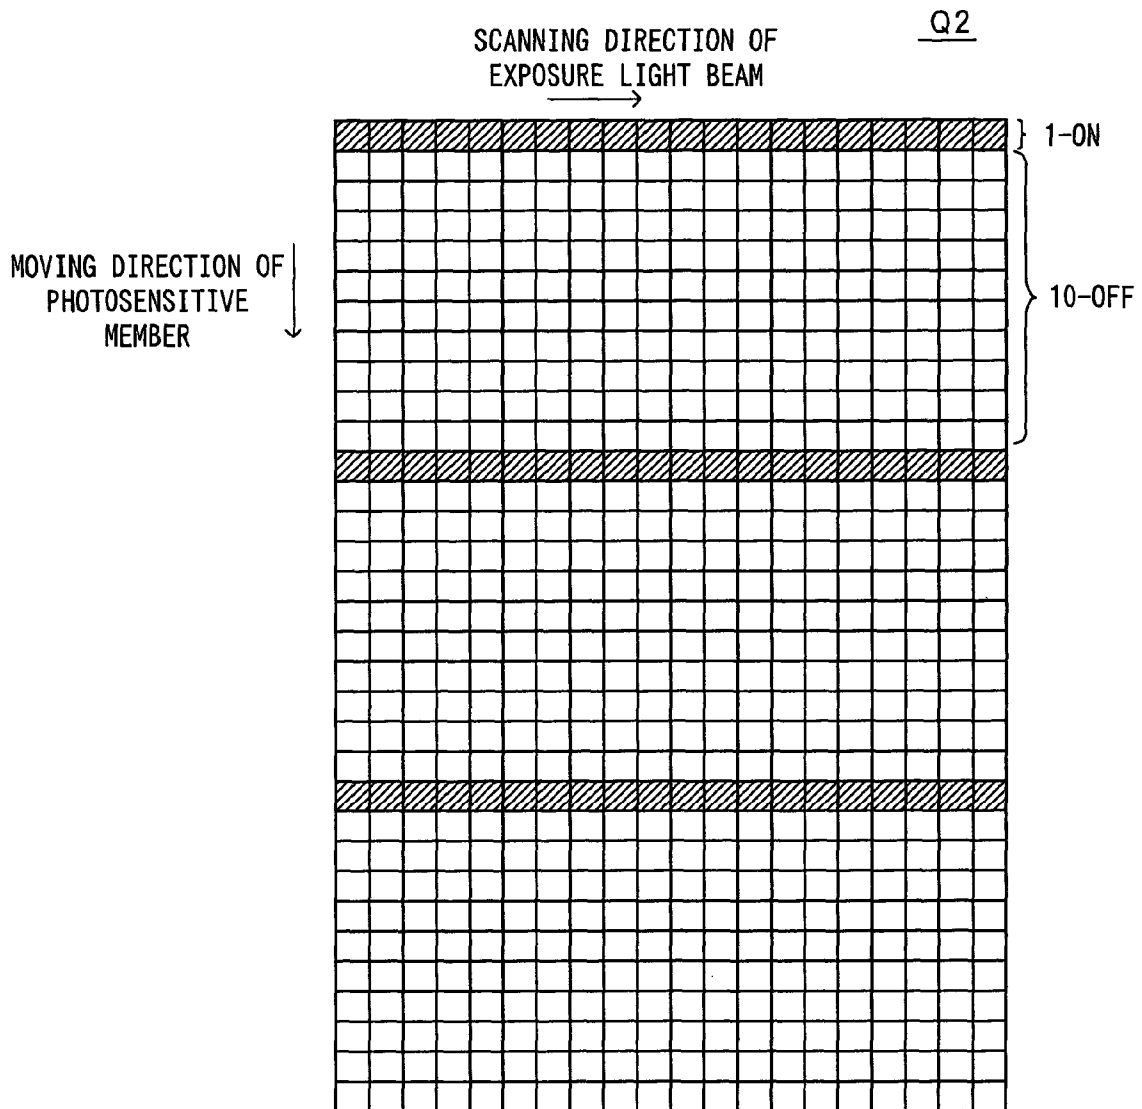 Q2
SCANNING DIRECTION OF
EXPOSURE LIGHT BEAM
1-ON
MOVING DIRECTION OF
PHOTOSENSITIVE
MEMBER
10-OFF